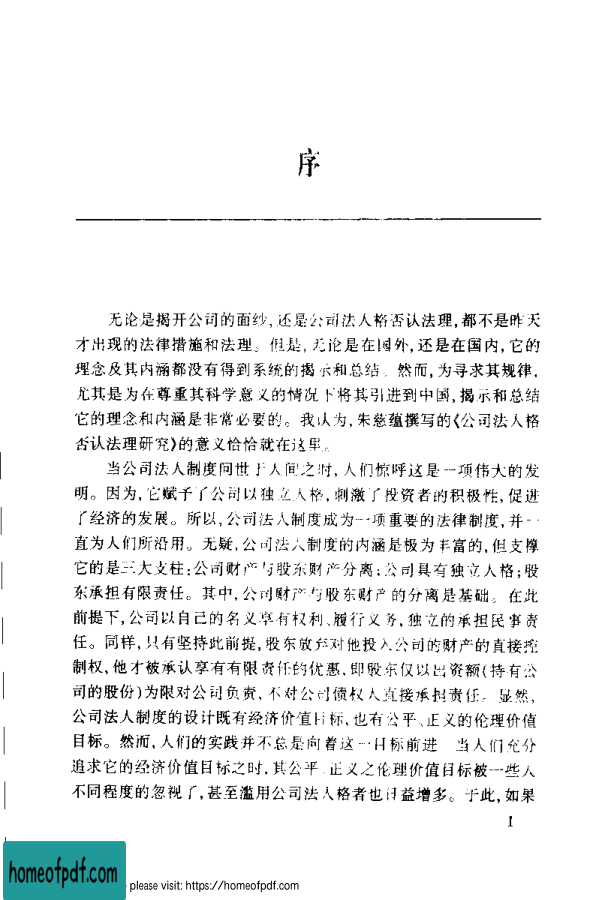 序
无论是揭开公司的面纱,还是公司法人格否认法理,都不是昨天
才出现的法律措施和法理。但是,无论是在国外,还是在国内,它的
理念及其内涵都没有得到系统的揭示和总结。然而,为寻求其规律,
尤其是为在尊重其科学意义的情况下将其引进到中国,揭示和总结
它的理念和内涵是非常必要的。我认为,朱慈蕴撰写的《公司法人格
否认法理研究》的意义恰恰就在这里。
当公司法人制度问世于人间之时,人们惊呼这是一项伟大的发
明。因为,它赋予了公司以独立人格,刺激了投资者的积极性,促进
了经济的发展。所以,公司法人制度成为一项重要的法律制度,并一
直为人们所沿用。无疑,公司法人制度的内涵是极为丰富的,但支撑
它的是三大支柱:公司财产与股东财产分离;公司具有独立人格;股
东承担有限责任。其中,公司财产与股东财产的分离是基础。在此
前提下,公司以自己的名义享有权利、履行义务,独立的承担民事责
任。同样,只有坚持此前提,股东放弃对他投入公司的财产的直接控
制权,他才被承认享有有限责任的优惠,即股东仅以出资额(持有公
司的股份)为限对公司负责,不对公司债权人直接承担责任。显然,
公司法人制度的设计既有经济价值目标,也有公平、正义的伦理价值
目标。然而,人们的实践并不总是向着这一目标前进。当人们充分
追求它的经济价值目标之时,其公平、正义之伦理价值目标被一些人
不同程度的忽视了,甚至滥用公司法人格者也日益增多。于此,如果
1
homeofpdf.com
please visit: https://homeofpdf.com